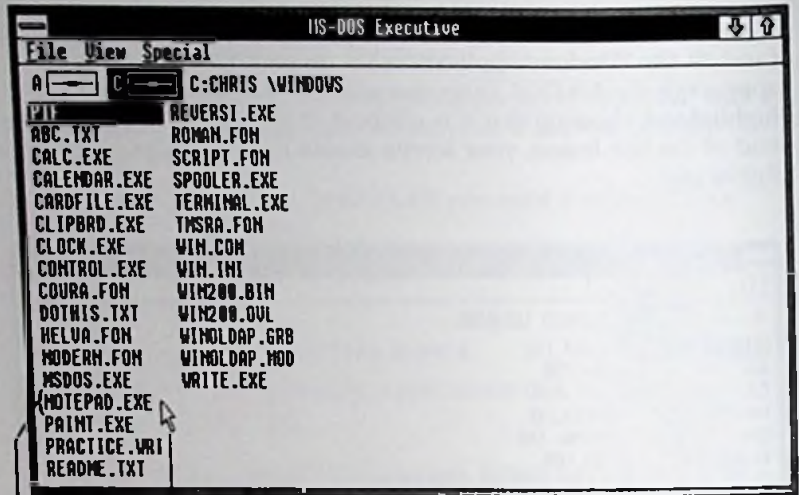 MS-DOS Executive
File View Special
A C C:CHRIS \WINDOWS
PIF
ABC.TXT
CALC.EXE
CALENDAR.EXE
CARDFILE.EXE
CLIPBRD.EXE
CLOCK.EXE
CONTROL.EXE
COURA.FON
DOTHIS.TXT
HELVA.FON
MODERN.FON
MSDOS.EXE
NOTEPAD.EXE
PAINT.EXE
PRACTICE.WRI
README.TXT
REVERSI.EXE
ROMAN.FON
SCRIPT.FON
SPOOLER.EXE
TERMINAL.EXE
TMSRA.FON
WIN.COM
WIN.INI
WIN200.BIN
WIN200.OVL
WINOLDAP.GRB
WINOLDAP.MOD
WRITE.EXE